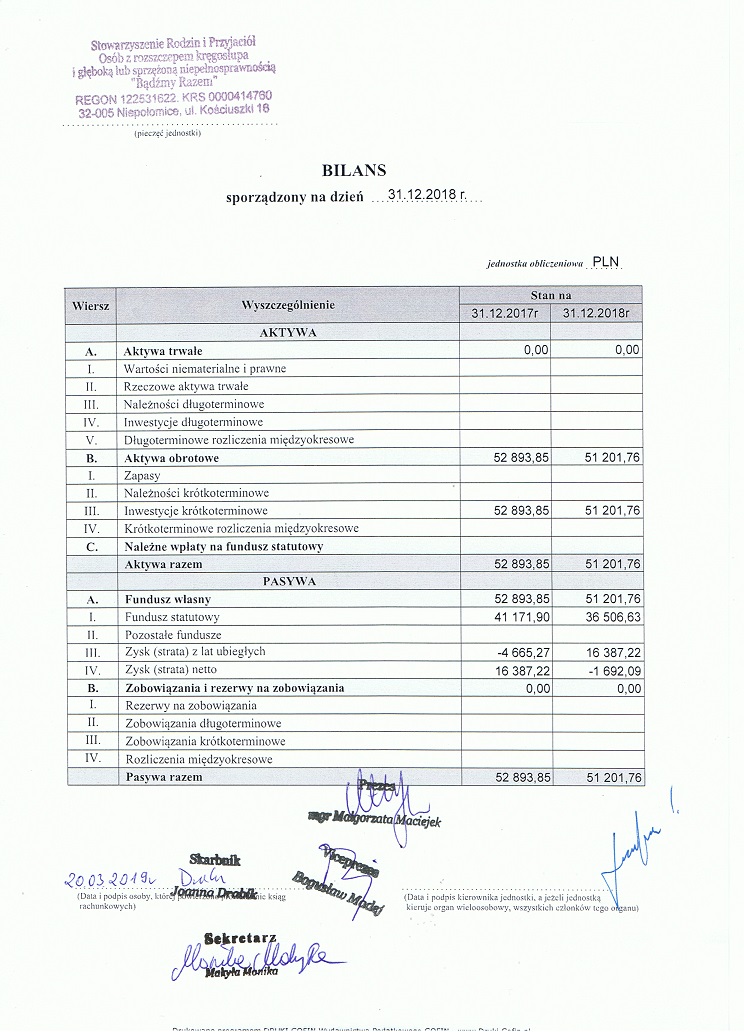 Stowarzyszenie Rodzin i Przyjaciół
Osób z rozszczepem kręgosłupa
i głęboką lub sprzężoną niepełnosprawnością
"Bądźmy Razem"
REGON 122531622. KRS 0000414760
32-005 Niepołomice, ul. Kościuszki 16
(pieczęć jednostki)
BILANS
sporządzony na dzień 31.12.2018 r.
jednostka obliczeniowa PLN
Wiersz Wyszczególnienie Stan na
31.12.2017r 31.12.2018r
AKTYWA
A. Aktywa trwałe 0,00 0,00
I. Wartości niematerialne i prawne
II. Rzeczowe aktywa trwałe
III. Należności długoterminowe
IV. Inwestycje długoterminowe
V. Długoterminowe rozliczenia międzyokresowe
B. Aktywa obrotowe 52 893,85 51 201,76
I. Zapasy
II. Należności krótkoterminowe
III. Inwestycje krótkoterminowe 52 893,85 51 201,76
IV. Krótkoterminowe rozliczenia międzyokresowe
C. Należne wpłaty na fundusz statutowy
Aktywa razem 52 893,85 51 201,76
PASYWA
A. Fundusz własny 52 893,85 51 201,76
I. Fundusz statutowy 41 171,90 36 506,63
II. Pozostałe fundusze
III. Zysk (strata) z lat ubiegłych -4 665,27 16 387,22
IV. Zysk (strata) netto 16 387,22 -1 692,09
B. Zobowiązania i rezerwy na zobowiązania 0,00 0,00
I. Rezerwy na zobowiązania
II. Zobowiązania długoterminowe
III. Zobowiązania krótkoterminowe
IV. Rozliczenia międzyokresowe
Pasywa razem 52 893,85 51 201,76
Prezes
mgr Małgorzata Maciejek
Skarbnik
Joanna Drabik
Wiceprezes
Bogusław Maciej
20.03.2019r
(Data i podpis osoby, której nie ksiąg
rachunkowych)
(Data i podpis kierownika jednostki, a jeżeli jednostką
kieruje organ wieloosobowy, wszystkich członków tego organu)
Sekretarz
Monika Matyka
Matyła Monika